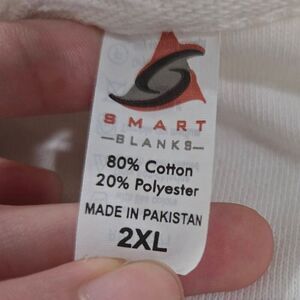 SMART
BLANKS
80% Cotton
20% Polyester
MADE IN PAKISTAN
2XL